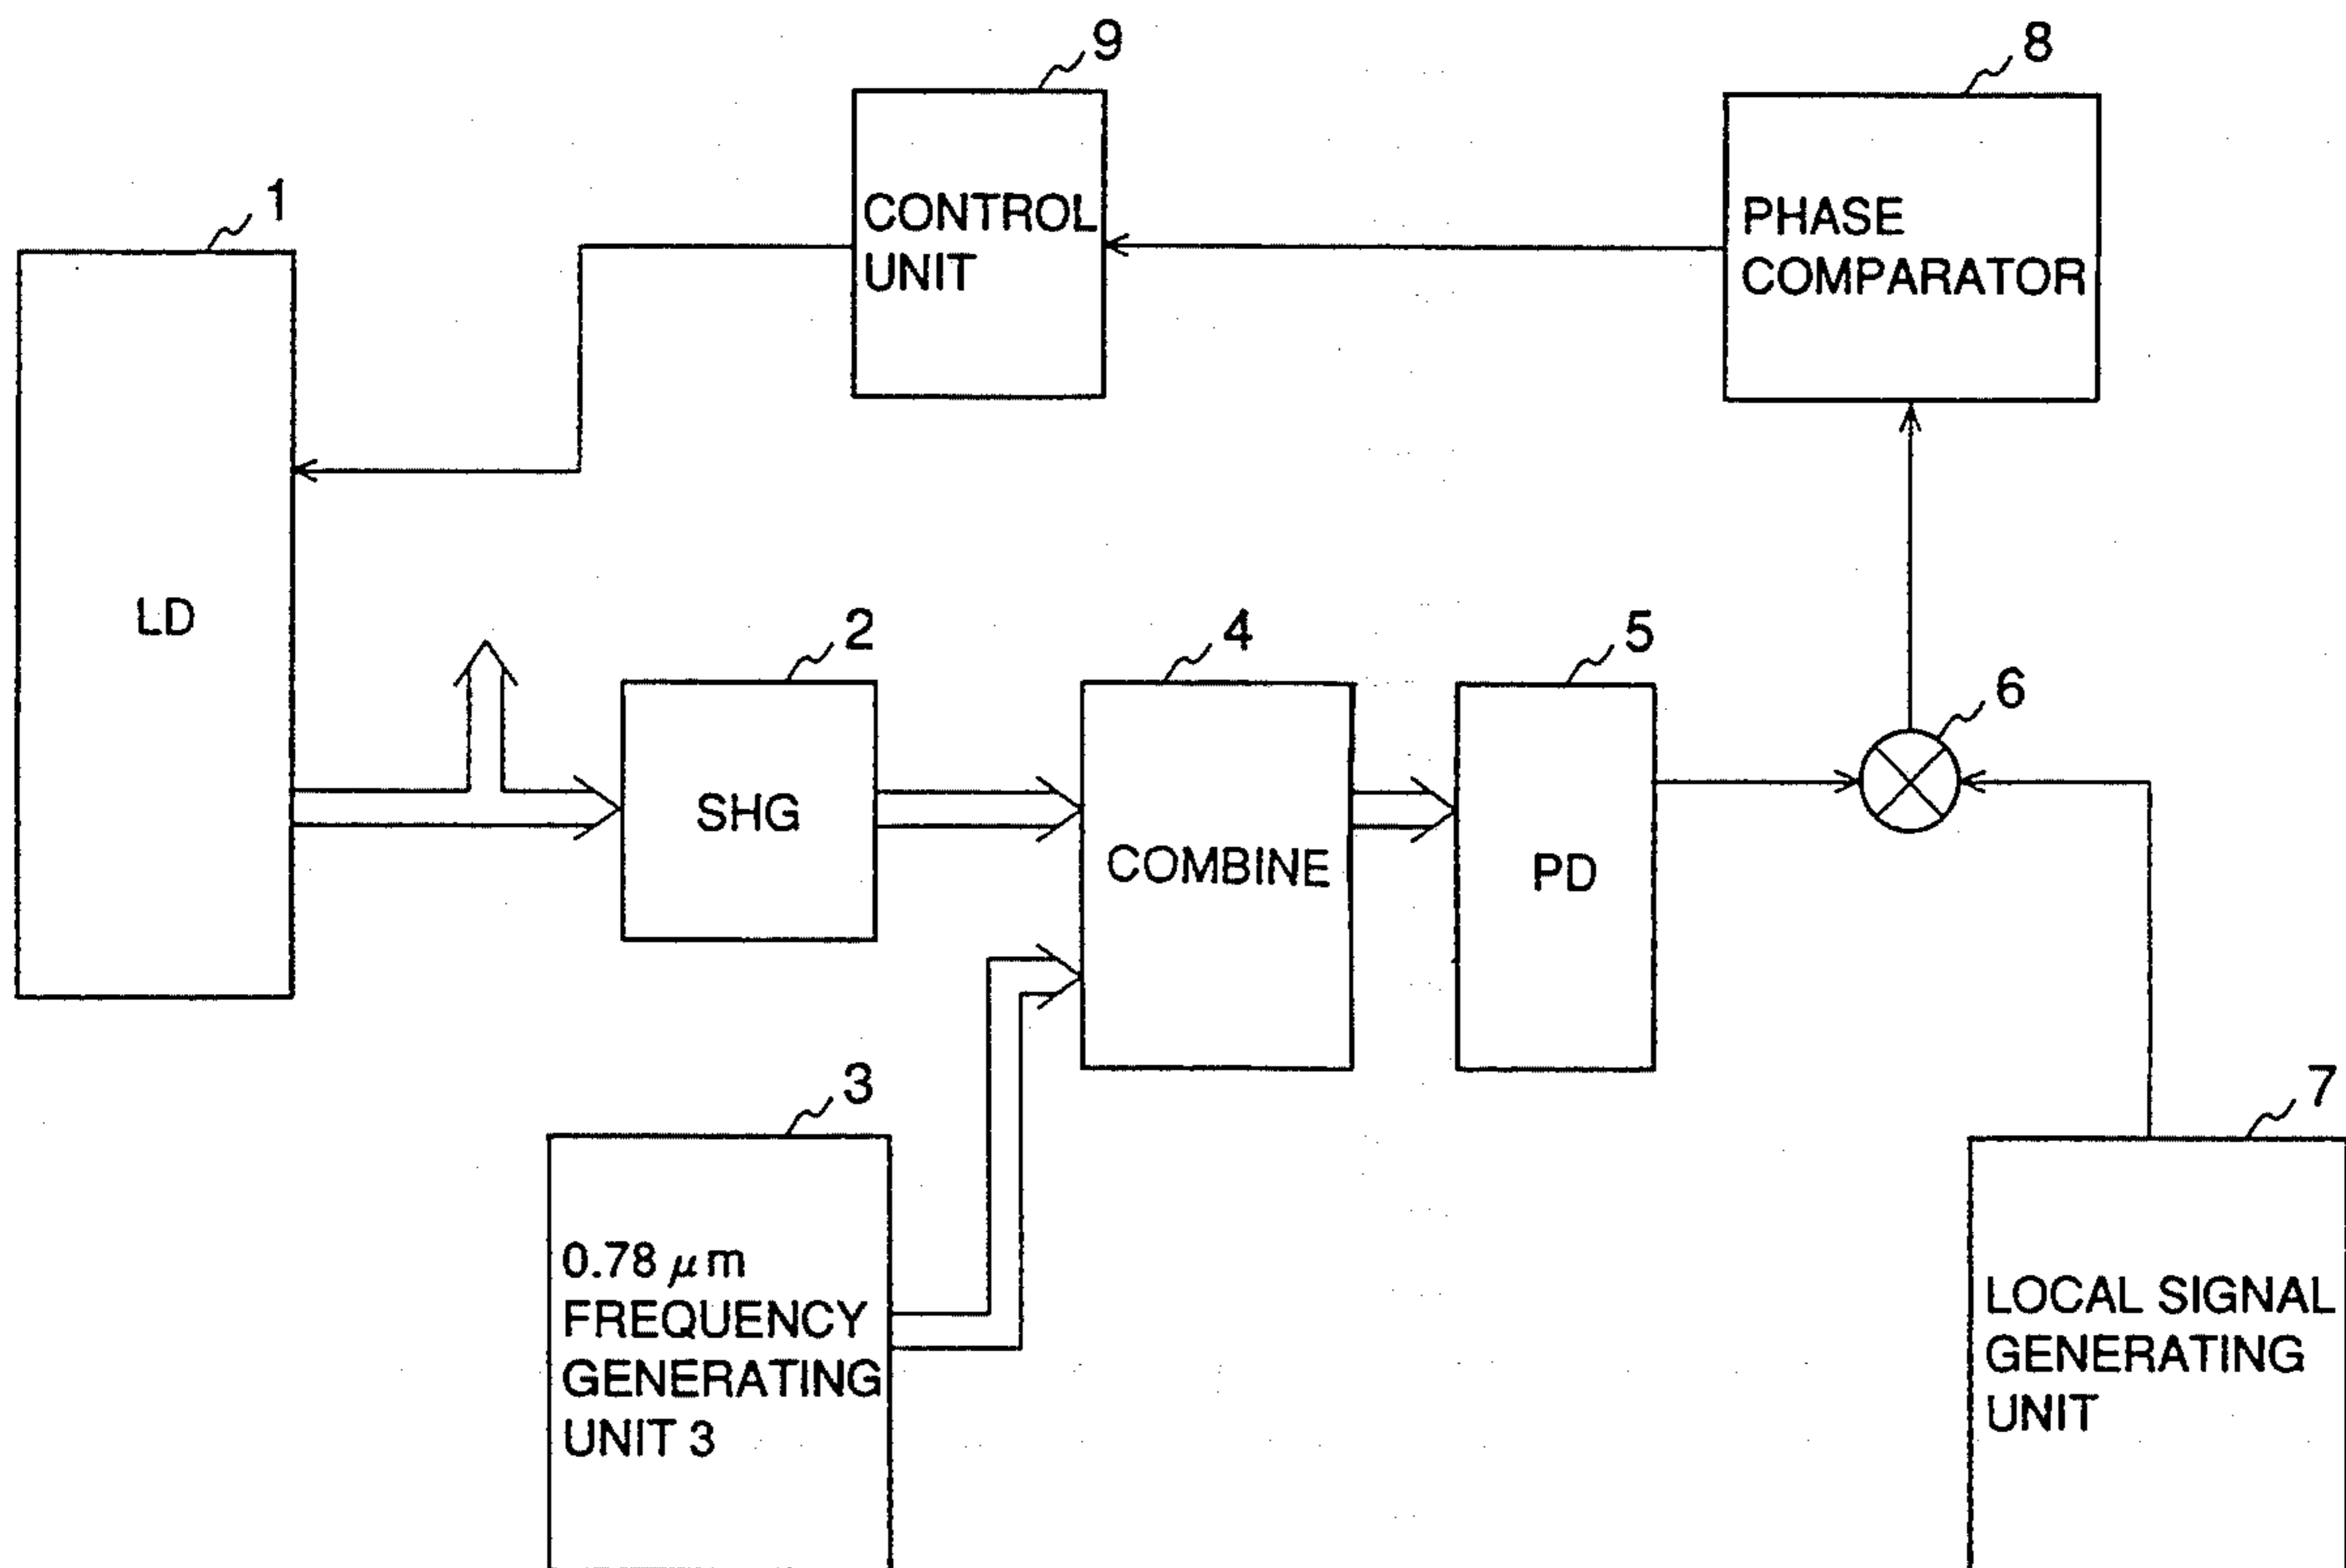 9
8
1
CONTROL
UNIT
PHASE
COMPARATOR
LD
2
4
5
6
SHG
COMBINE
PD
3
7
0.78 μm
FREQUENCY
GENERATING
UNIT 3
LOCAL SIGNAL
GENERATING
UNIT